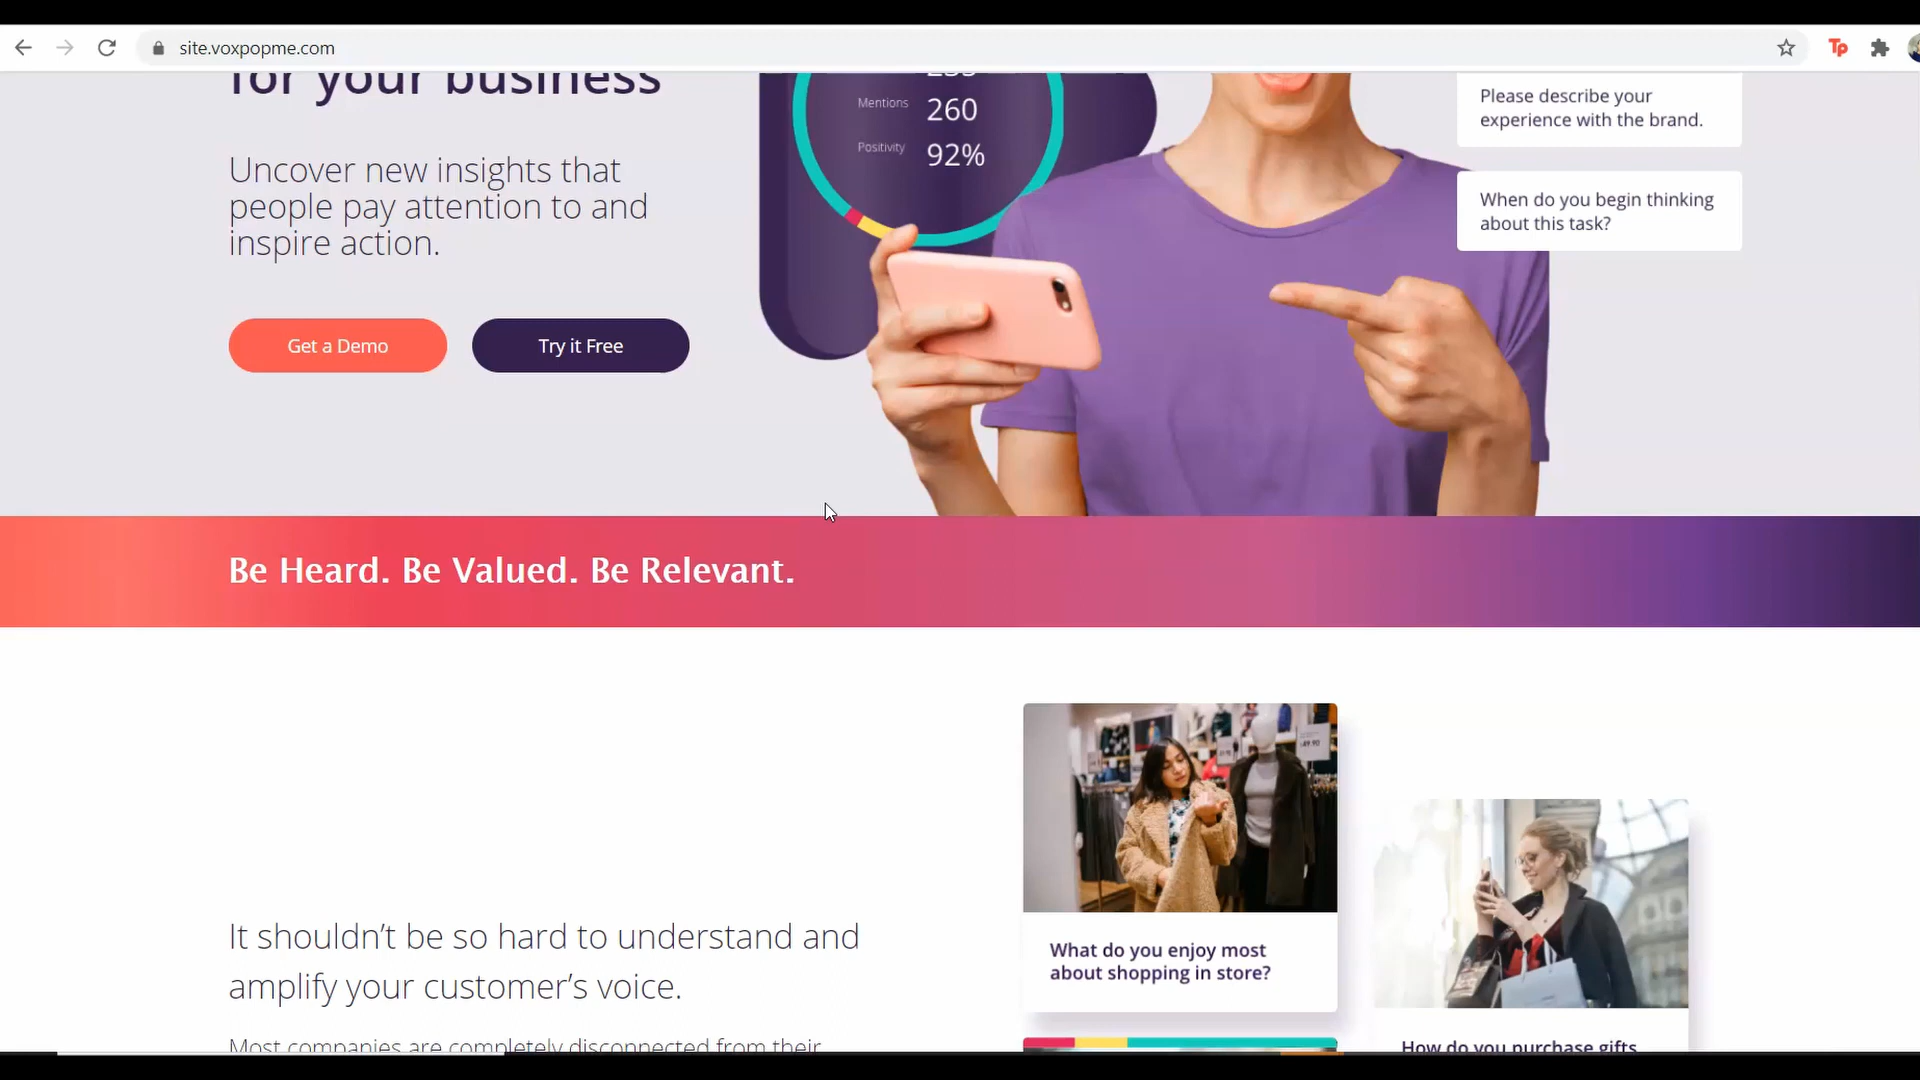 site.voxpopme.com
Tp
for your business
Uncover new insights that
people pay attention to and
inspire action.
Get a Demo
Try it Free
Mentions
260
Positivity
92%
Please describe your
experience with the brand.
When do you begin thinking
about this task?
Be Heard. Be Valued. Be Relevant.
It shouldn't be so hard to understand and
amplify your customer's voice.
Most companies are completely disconnected from their
What do you enjoy most
about shopping in store?
How do you purchase gifts